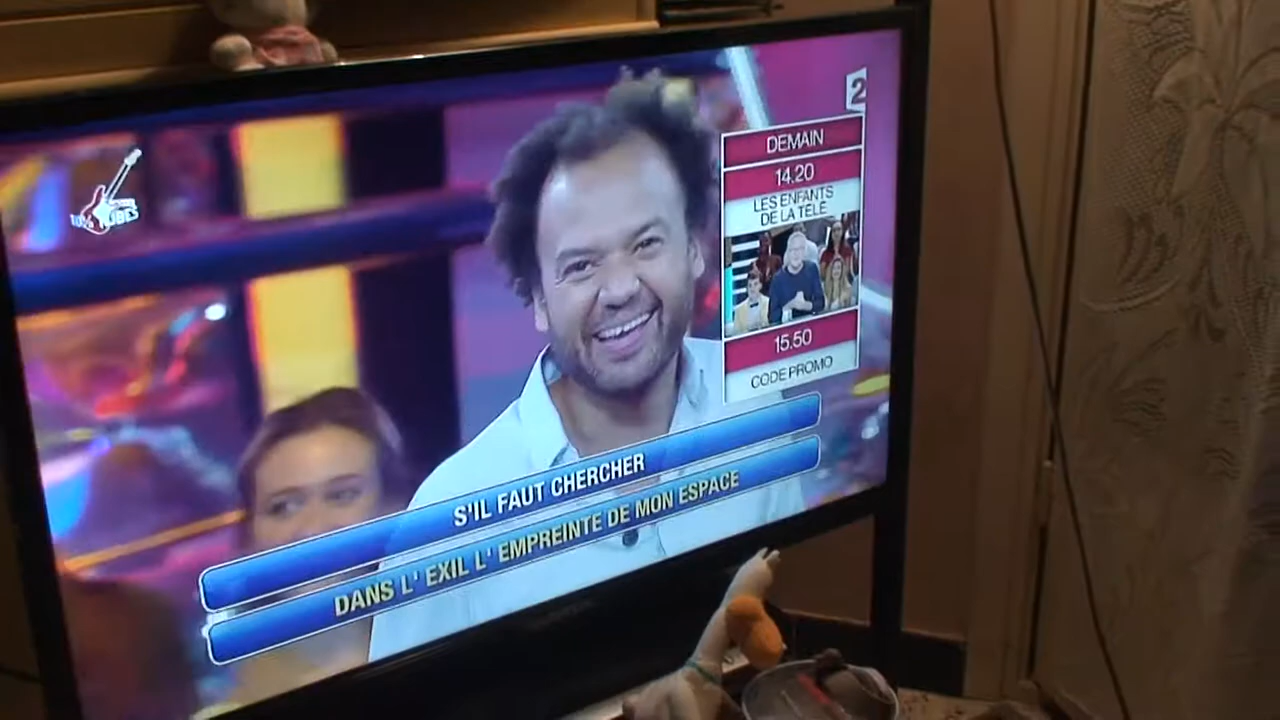 2
DEMAIN
14.20
LES ENFANTS
DE LA TÉLÉ
15.50
CODE PROMO
S'IL FAUT CHERCHER
DANS L' EXIL L' EMPREINTE DE MON ESPACE